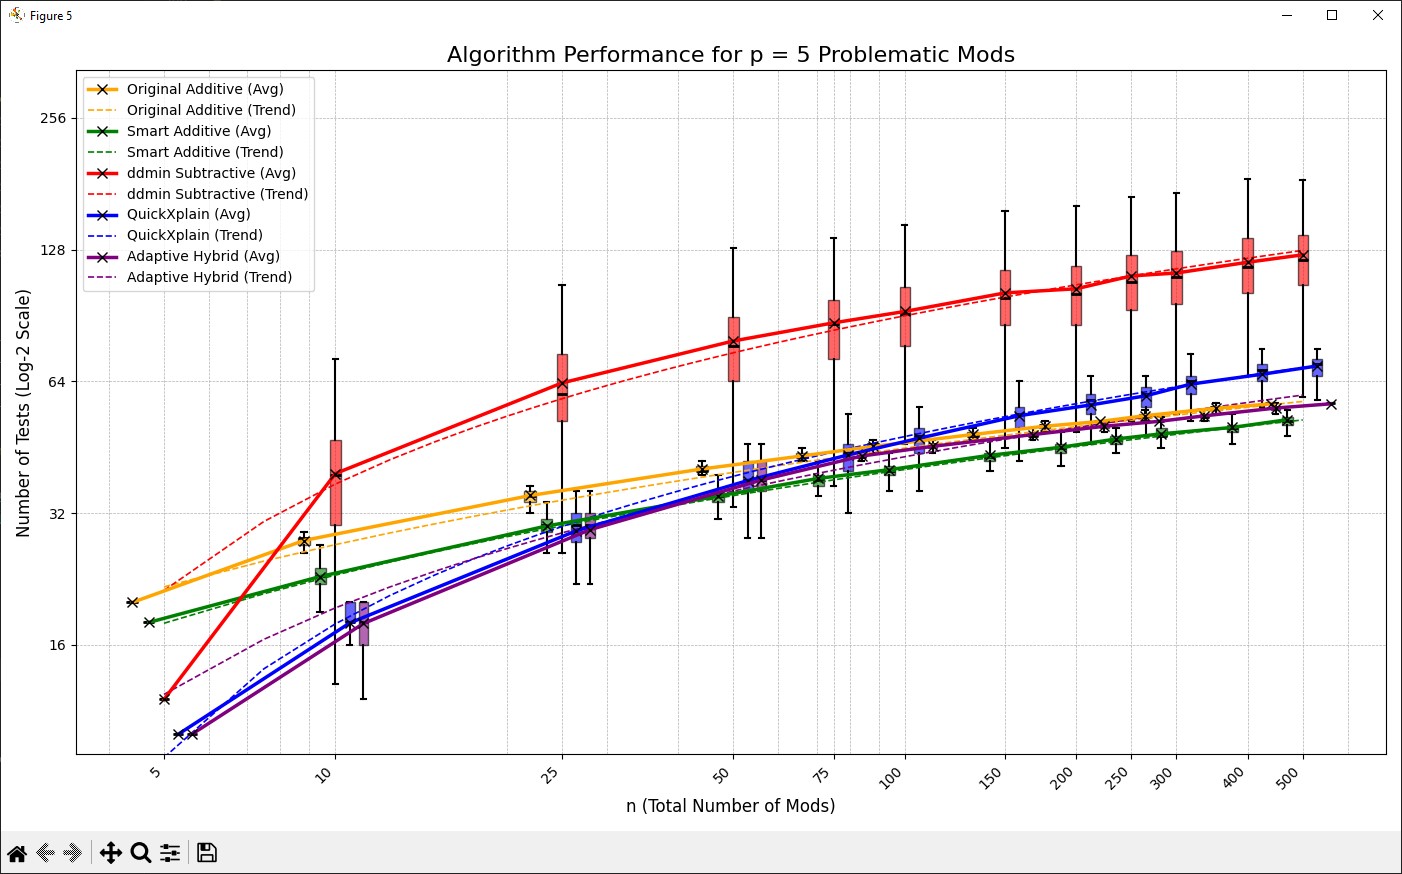 Figure 5
Algorithm Performance for p = 5 Problematic Mods
Original Additive (Avg)
Original Additive (Trend)
Smart Additive (Avg)
Smart Additive (Trend)
ddmin Subtractive (Avg)
ddmin Subtractive (Trend)
QuickXplain (Avg)
QuickXplain (Trend)
Adaptive Hybrid (Avg)
Adaptive Hybrid (Trend)
Number of Tests (Log-2 Scale)
256
128
64
32
16
5
10
25
50
75
100
150
200
250
300
400
500
n (Total Number of Mods)